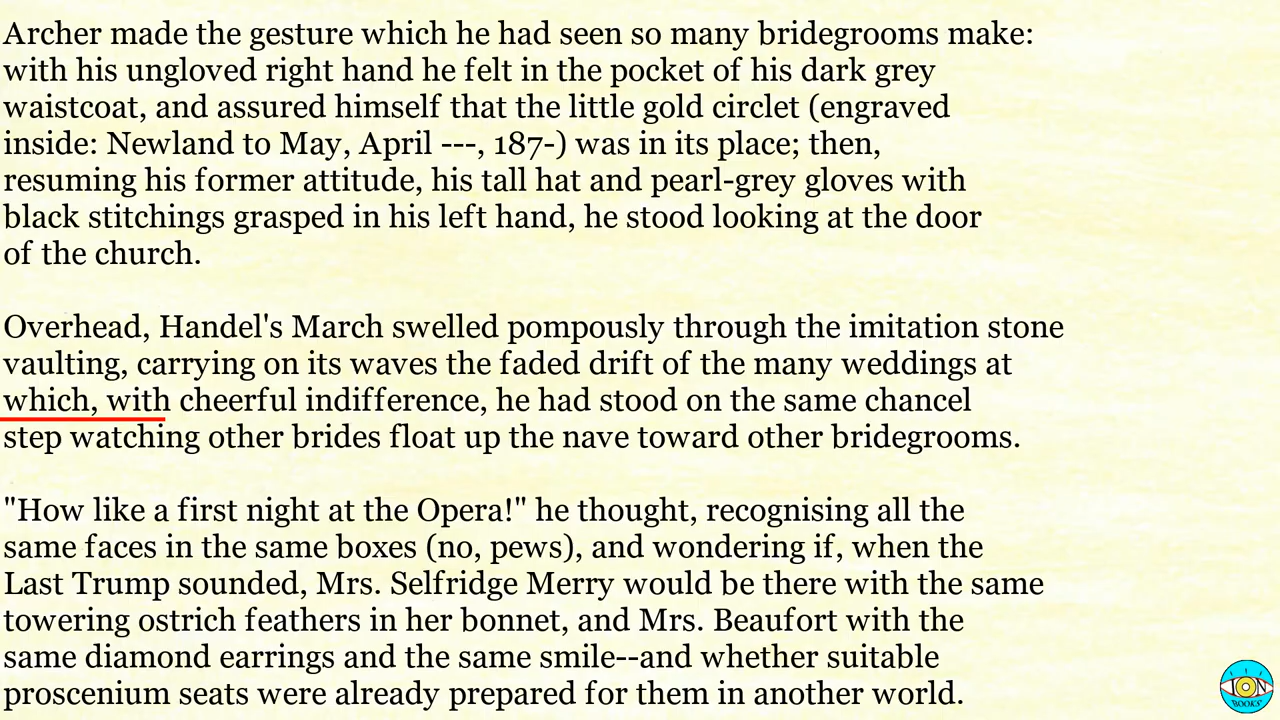 Archer made the gesture which he had seen so many bridegrooms make:
with his ungloved right hand he felt in the pocket of his dark grey
waistcoat, and assured himself that the little gold circlet (engraved
inside: Newland to May, April ---, 187-) was in its place; then,
resuming his former attitude, his tall hat and pearl-grey gloves with
black stitchings grasped in his left hand, he stood looking at the door
of the church.
Overhead, Handel's March swelled pompously through the imitation stone
vaulting, carrying on its waves the faded drift of the many weddings at
which, with cheerful indifference, he had stood on the same chancel
step watching other brides float up the nave toward other bridegrooms.
"How like a first night at the Opera!" he thought, recognising all the
same faces in the same boxes (no, pews), and wondering if, when the
Last Trump sounded, Mrs. Selfridge Merry would be there with the same
towering ostrich feathers in her bonnet, and Mrs. Beaufort with the
same diamond earrings and the same smile--and whether suitable
proscenium seats were already prepared for them in another world.
ION
BOOKS